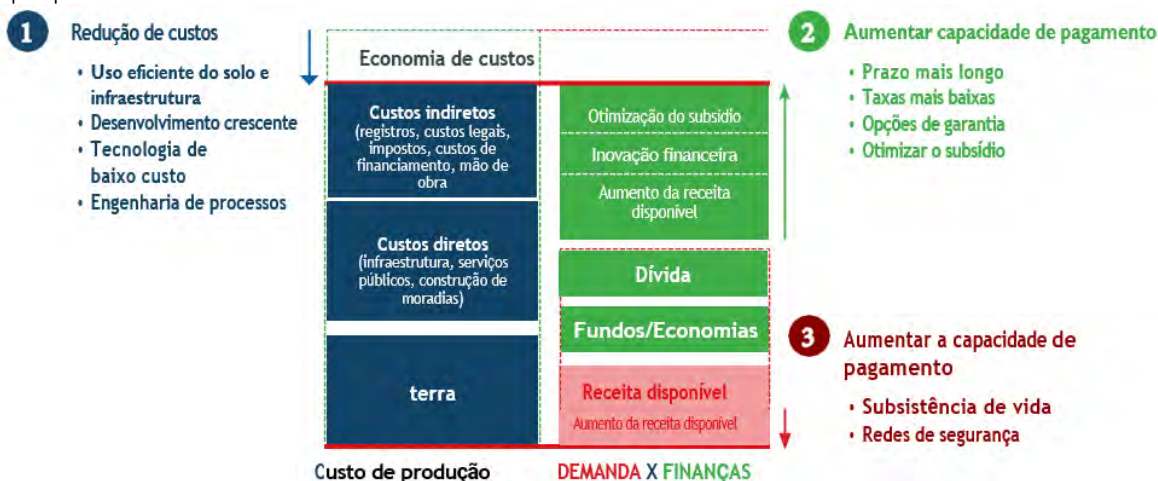 1 Redução de custos
• Uso eficiente do solo e
infraestrutura
• Desenvolvimento crescente
• Tecnologia de
baixo custo
• Engenharia de processos
Economia de custos
Custos indiretos
(registros, custos legais,
impostos, custos de
financiamento, mão de
obra
Custos diretos
(infraestrutura, serviços
públicos, construção de
moradias)
terra
Custo de produção
Otimização do subsídio
Inovação financeira
Aumento da receita
disponível
Dívida
Fundos/Economias
Receita disponível
Aumento da receita disponível
DEMANDA X FINANÇAS
2 Aumentar capacidade de pagamento
• Prazo mais longo
• Taxas mais baixas
• Opções de garantia
• Otimizar o subsídio
3 Aumentar a capacidade de
pagamento
• Subsistência de vida
• Redes de segurança